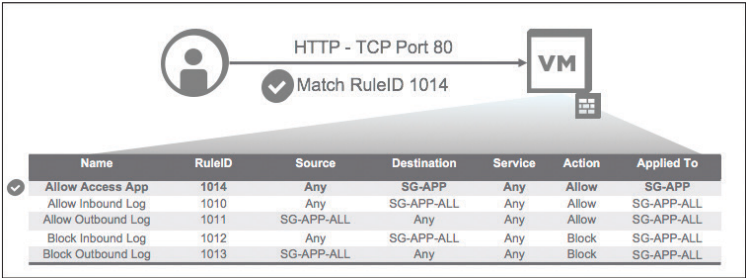 HTTP - TCP Port 80
Match RuleID 1014
VM
Name RuleID Source Destination Service Action Applied To
Allow Access App 1014 Any SG-APP Any Allow SG-APP
Allow Inbound Log 1010 Any SG-APP-ALL Any Allow SG-APP-ALL
Allow Outbound Log 1011 SG-APP-ALL Any Any Allow SG-APP-ALL
Block Inbound Log 1012 Any SG-APP-ALL Any Block SG-APP-ALL
Block Outbound Log 1013 SG-APP-ALL Any Any Block SG-APP-ALL